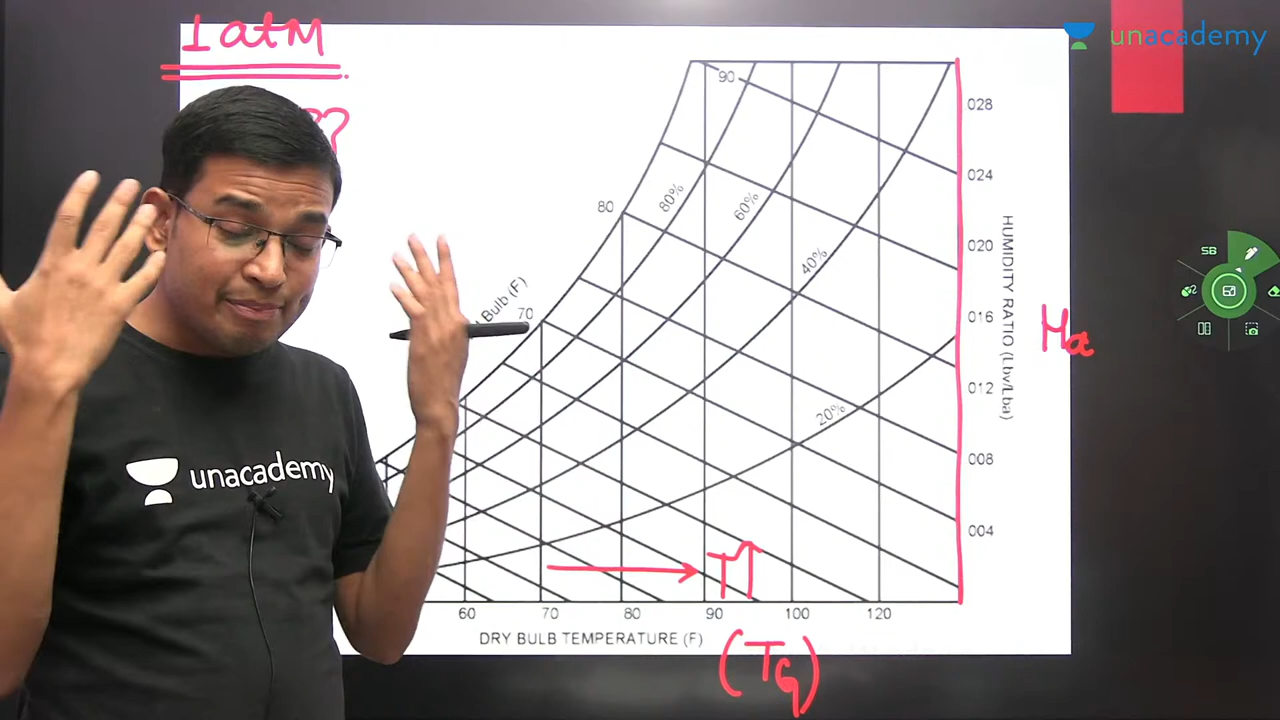 1 atm
??
unacademy
90
028
024
80%
60%
80
020
HUMIDITY RATIO (Lbv/Lba)
40%
Bulb (F)
70
016
Ha
012
20%
unacademy
008
004
T↑
60 70 80 90 100 120
DRY BULB TEMPERATURE (F)
(TG)
SB